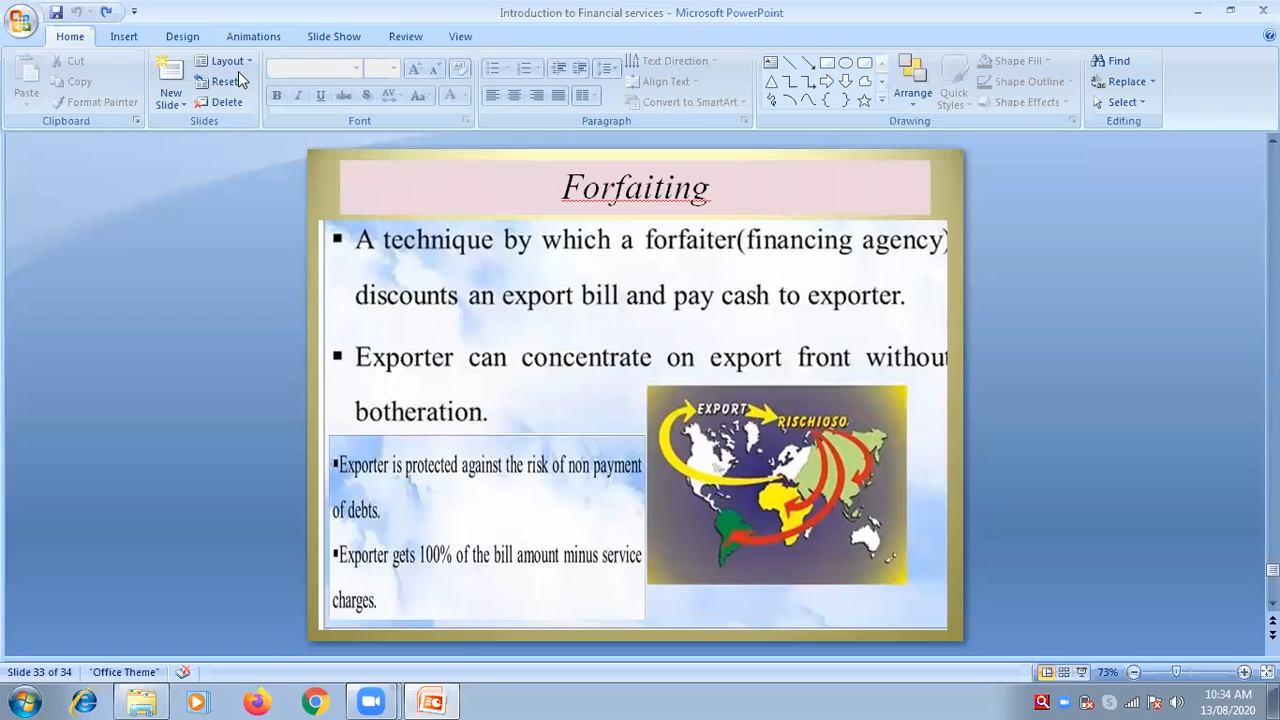 Introduction to Financial services - Microsoft PowerPoint
Home Insert Design Animations Slide Show Review View
Paste
Cut
Copy
Format Painter
Clipboard
New Slide
Layout
Reset
Delete
Slides
B I U abc S AV Aa A
Font
Text Direction
Align Text
Convert to SmartArt
Paragraph
Arrange
Quick Styles
Shape Fill
Shape Outline
Shape Effects
Drawing
Find
Replace
Select
Editing
Forfaiting
▪ A technique by which a forfaiter(financing agency)
discounts an export bill and pay cash to exporter.
▪ Exporter can concentrate on export front without
botheration.
▪Exporter is protected against the risk of non payment
of debts.
▪Exporter gets 100% of the bill amount minus service
charges.
EXPORT
RISCHIOSO
Slide 33 of 34 "Office Theme" 73%
10:34 AM
13/08/2020